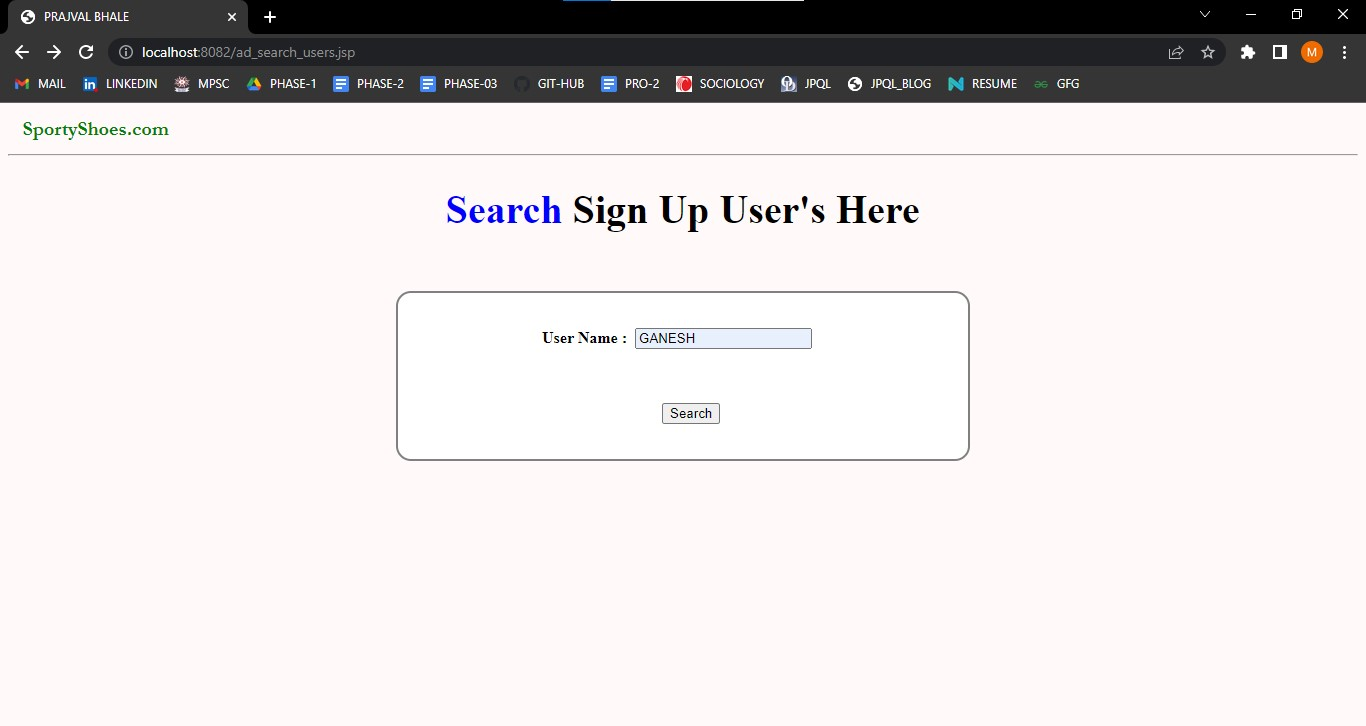 PRAJVAL BHALE
localhost:8082/ad_search_users.jsp
M
MAIL LINKEDIN MPSC PHASE-1 PHASE-2 PHASE-03 GIT-HUB PRO-2 SOCIOLOGY JPQL JPQL_BLOG RESUME GFG
SportyShoes.com
Search Sign Up User's Here
User Name : GANESH
Search